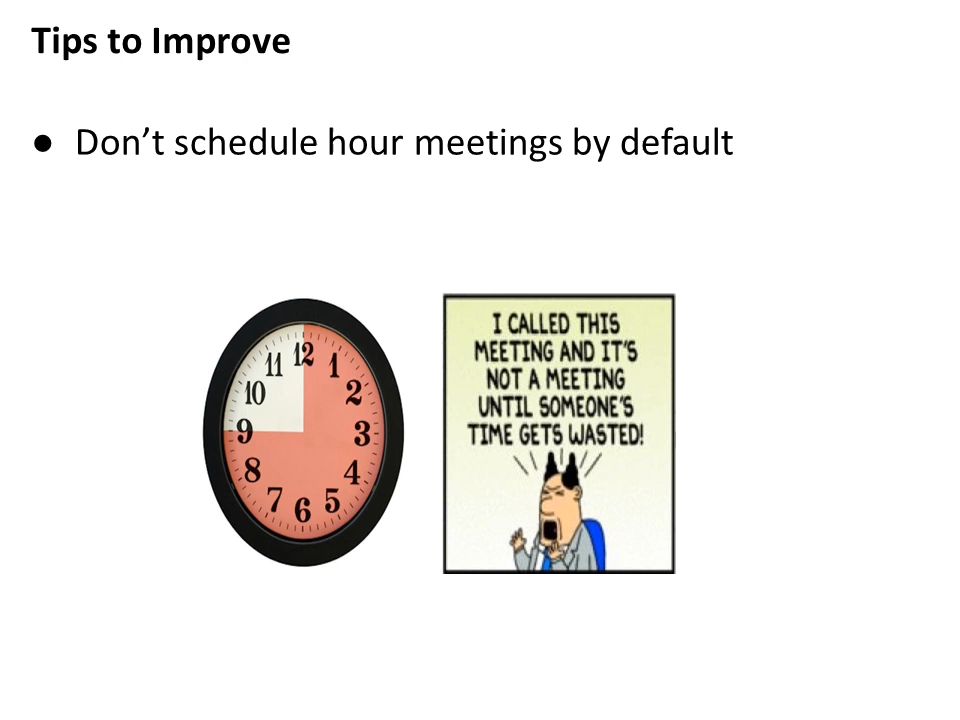 Tips to Improve
● Don’t schedule hour meetings by default
12
11 1
10 2
9 3
8 4
7 5
6
I CALLED THIS
MEETING AND IT'S
NOT A MEETING
UNTIL SOMEONE'S
TIME GETS WASTED!